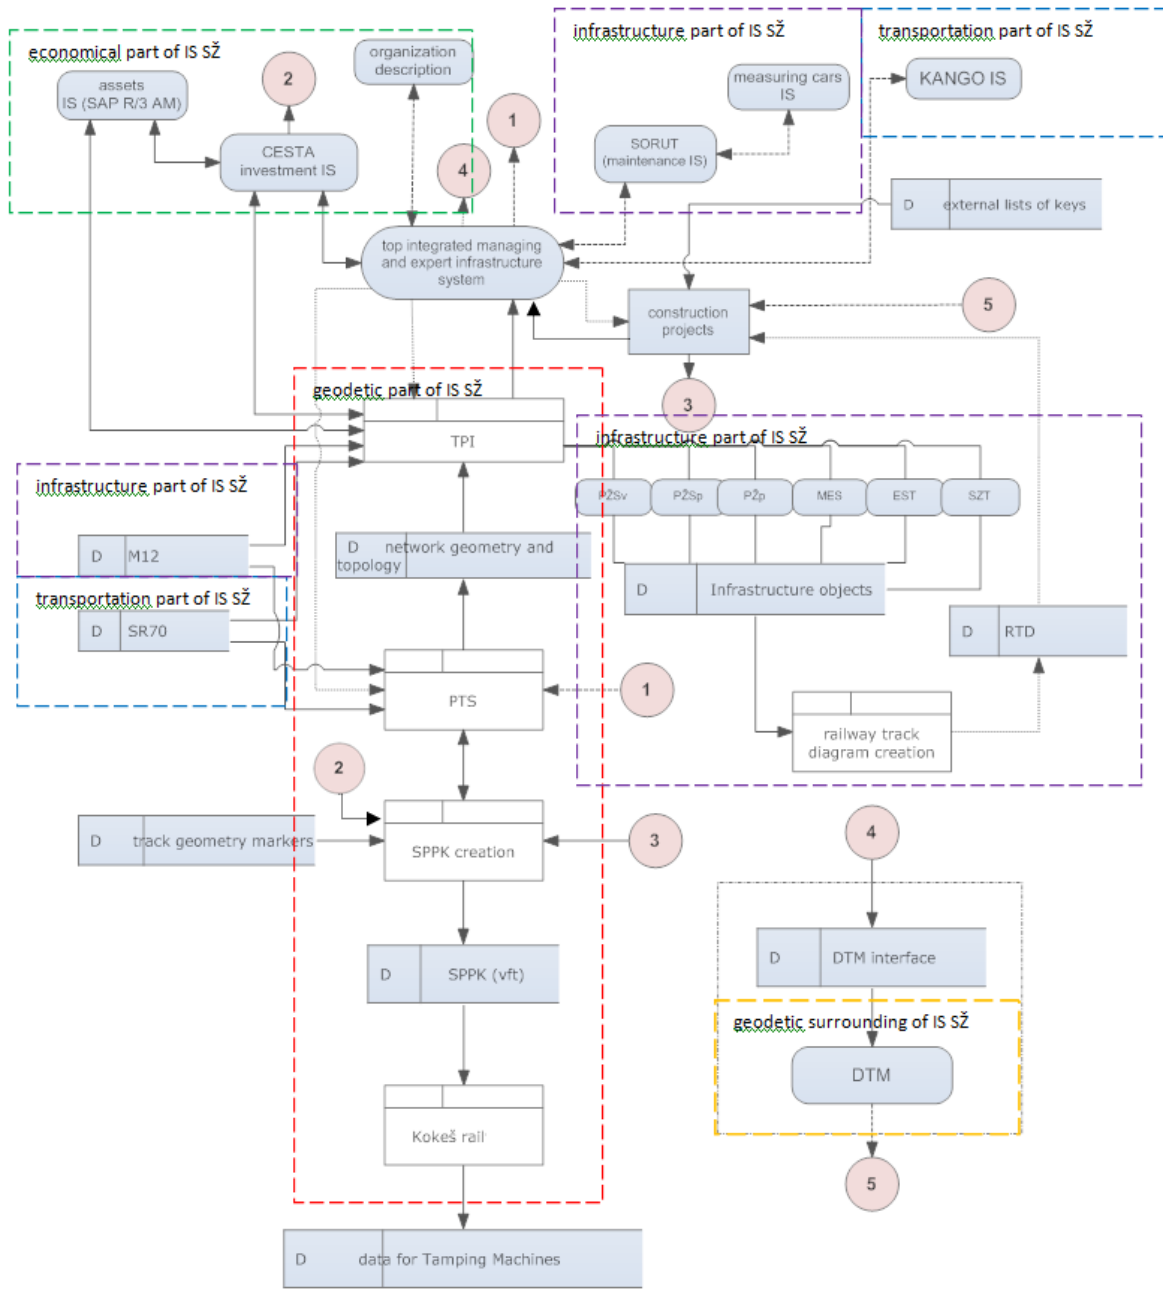 economical part of IS SŽ
organization
description
infrastructure part of IS SŽ
transportation part of IS SŽ
assets
IS (SAP R/3 AM)
2
measuring cars
IS
KANGO IS
1
CESTA
investment IS
4
SORUT
(maintenance IS)
D
external lists of keys
top integrated managing
and expert infrastructure
system
construction
projects
5
geodetic part of IS SŽ
3
TPI
infrastructure part of IS SŽ
infrastructure part of IS SŽ
PŽSv
PŽSp
PŽp
MES
EST
SZT
D
M12
D
network geometry and
topology
D
Infrastructure objects
transportation part of IS SŽ
D
SR70
D
RTD
PTS
1
railway track
diagram creation
2
D
track geometry markers
SPPK creation
3
4
D
SPPK (vft)
D
DTM interface
geodetic surrounding of IS SŽ
DTM
Kokeš rail
5
D
data for Tamping Machines